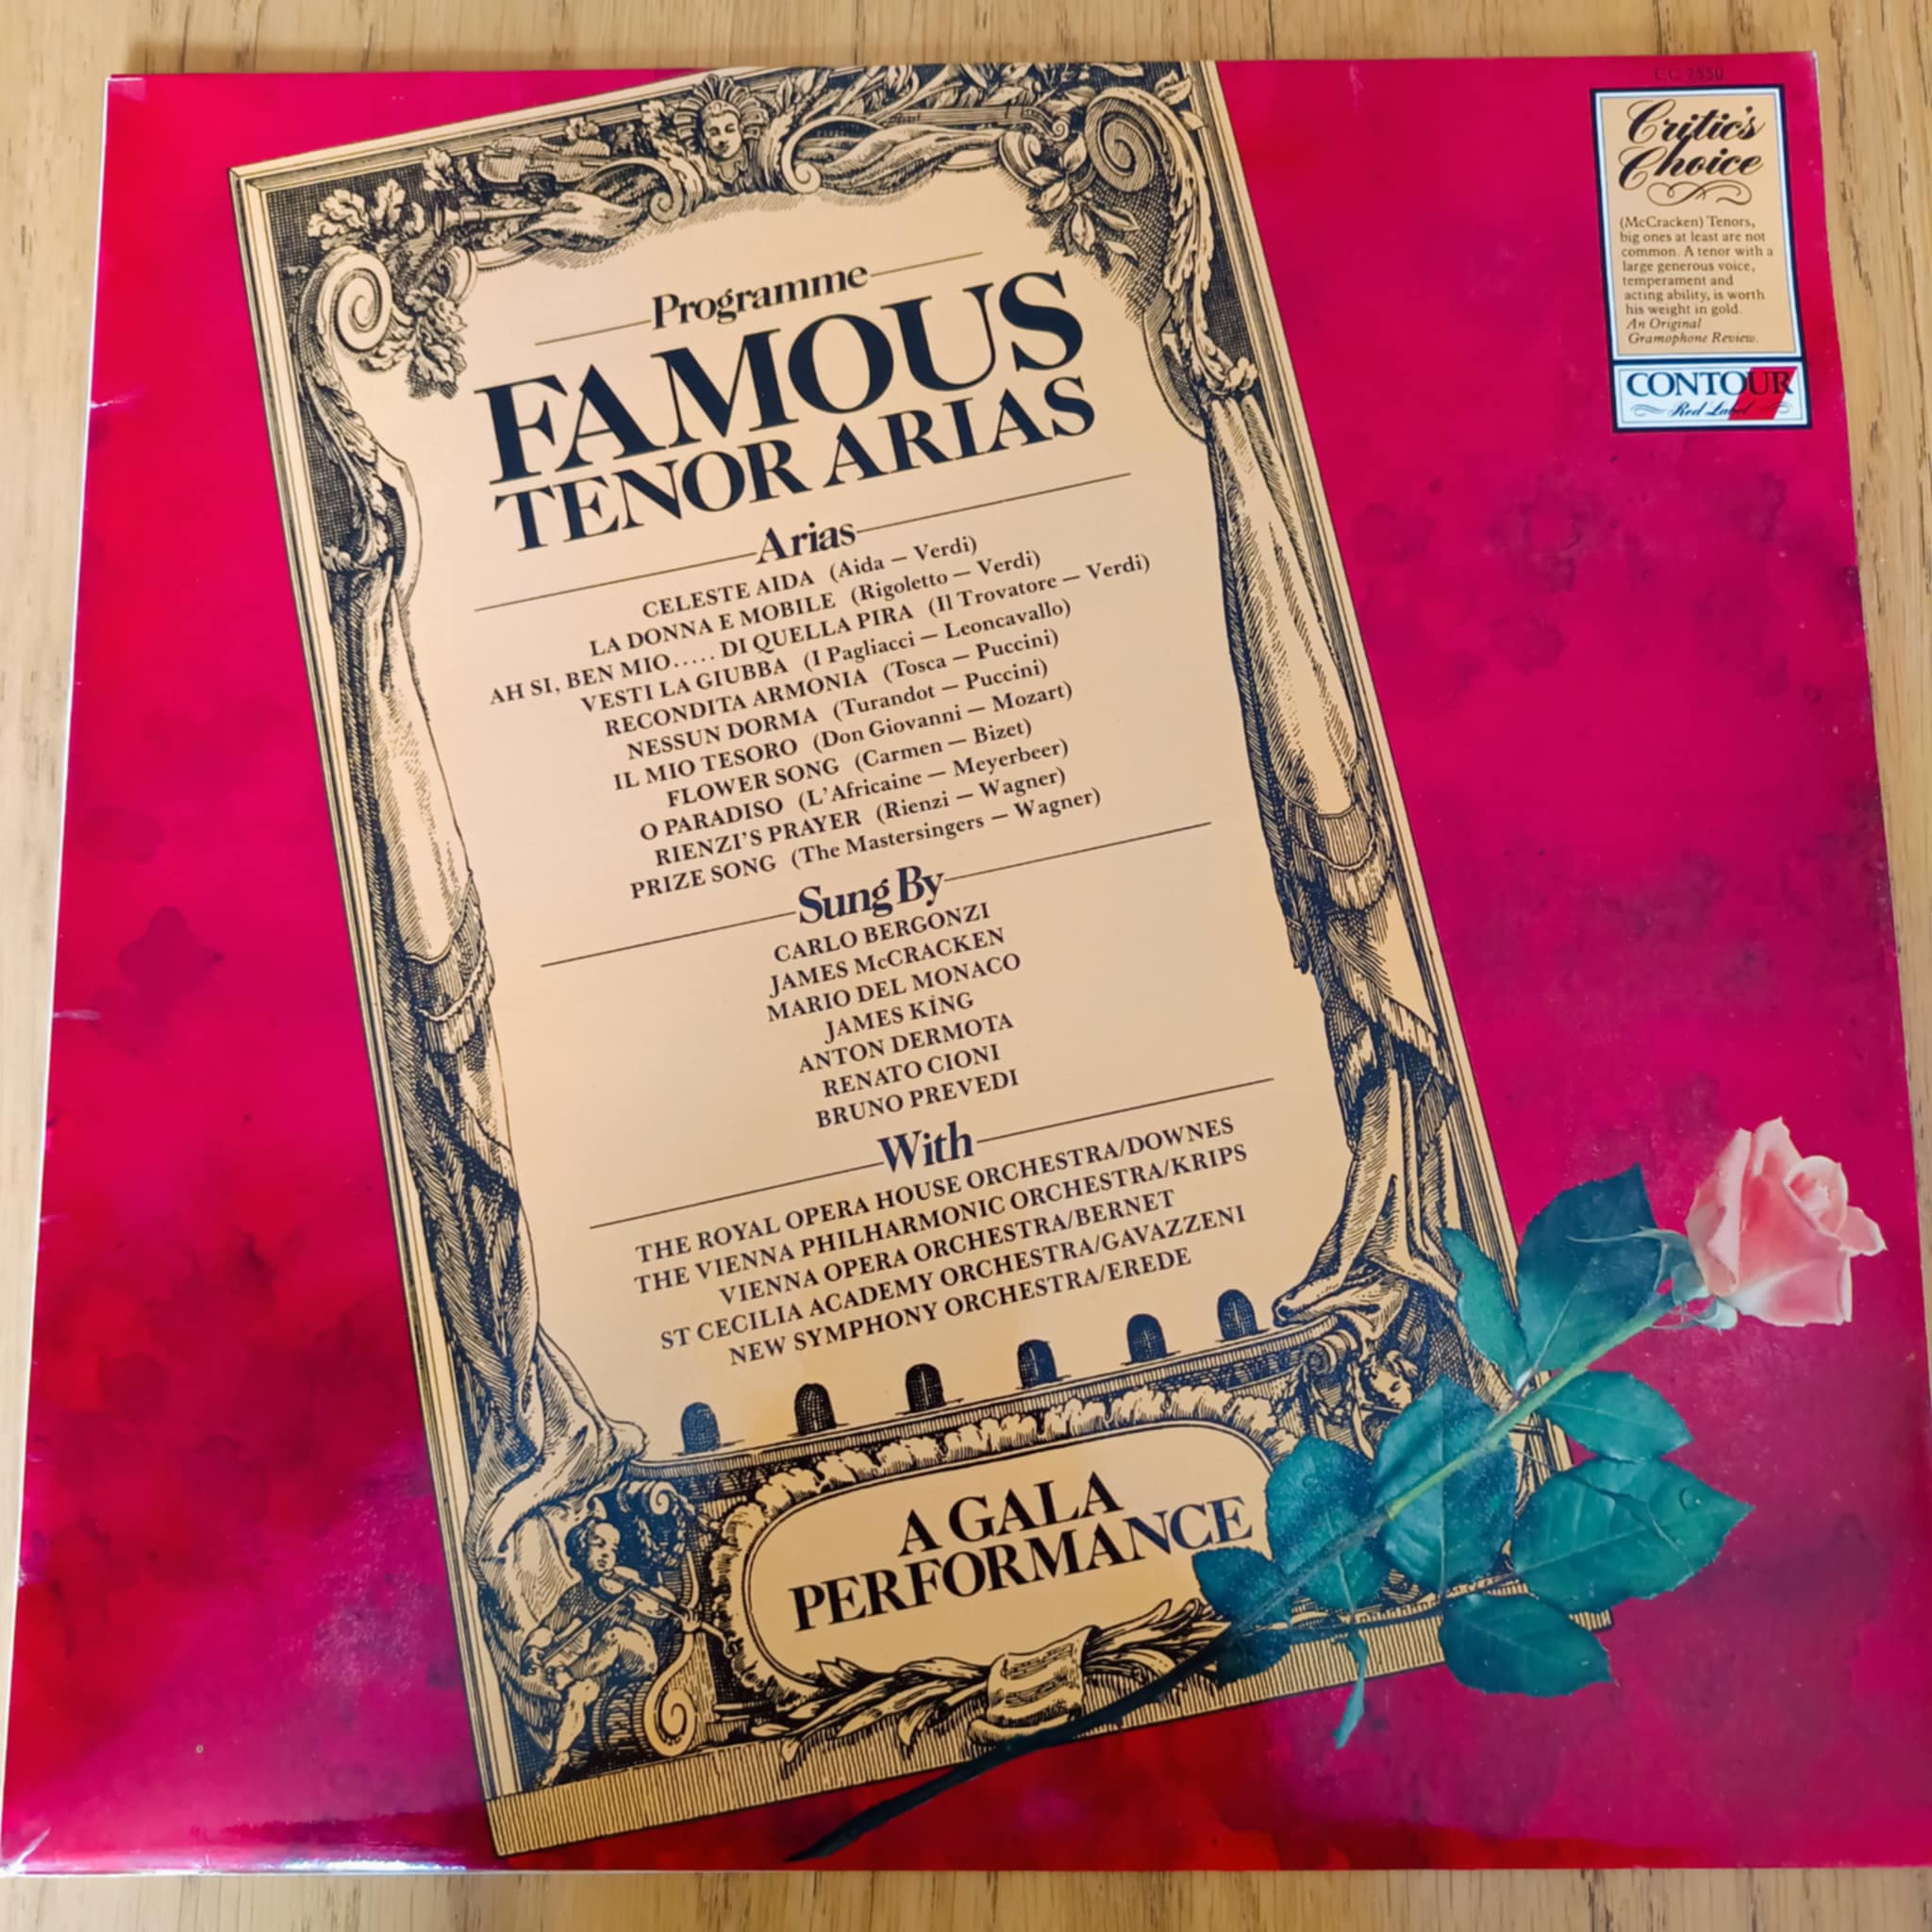 CC 7550
Critic's
Choice
(McCracken) Tenors,
big ones at least are not
common. A tenor with a
large generous voice,
temperament and
acting ability, is worth
his weight in gold.
An Original
Gramophone Review.
CONTOUR
Red Label
Programme
FAMOUS
TENOR ARIAS
Arias
CELESTE AIDA (Aida – Verdi)
LA DONNA E MOBILE (Rigoletto – Verdi)
AH SI, BEN MIO..... DI QUELLA PIRA (Il Trovatore – Verdi)
VESTI LA GIUBBA (I Pagliacci – Leoncavallo)
RECONDITA ARMONIA (Tosca – Puccini)
NESSUN DORMA (Turandot – Puccini)
IL MIO TESORO (Don Giovanni – Mozart)
FLOWER SONG (Carmen – Bizet)
O PARADISO (L'Africaine – Meyerbeer)
RIENZI'S PRAYER (Rienzi – Wagner)
PRIZE SONG (The Mastersingers – Wagner)
Sung By
CARLO BERGONZI
JAMES McCRACKEN
MARIO DEL MONACO
JAMES KING
ANTON DERMOTA
RENATO CIONI
BRUNO PREVEDI
With
THE ROYAL OPERA HOUSE ORCHESTRA/DOWNES
THE VIENNA PHILHARMONIC ORCHESTRA/KRIPS
VIENNA OPERA ORCHESTRA/BERNET
ST CECILIA ACADEMY ORCHESTRA/GAVAZZENI
NEW SYMPHONY ORCHESTRA/EREDE
A GALA
PERFORMANCE